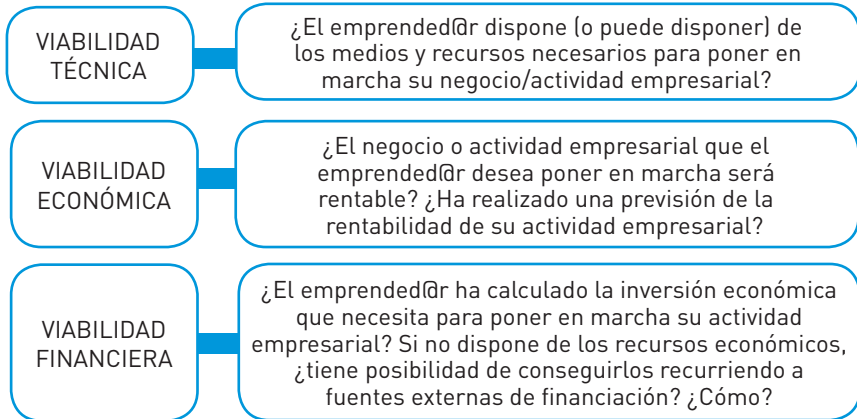 VIABILIDAD
TÉCNICA
¿El emprended@r dispone (o puede disponer) de
los medios y recursos necesarios para poner en
marcha su negocio/actividad empresarial?
VIABILIDAD
ECONÓMICA
¿El negocio o actividad empresarial que el
emprended@r desea poner en marcha será
rentable? ¿Ha realizado una previsión de la
rentabilidad de su actividad empresarial?
VIABILIDAD
FINANCIERA
¿El emprended@r ha calculado la inversión económica
que necesita para poner en marcha su actividad
empresarial? Si no dispone de los recursos económicos,
¿tiene posibilidad de conseguirlos recurriendo a
fuentes externas de financiación? ¿Cómo?